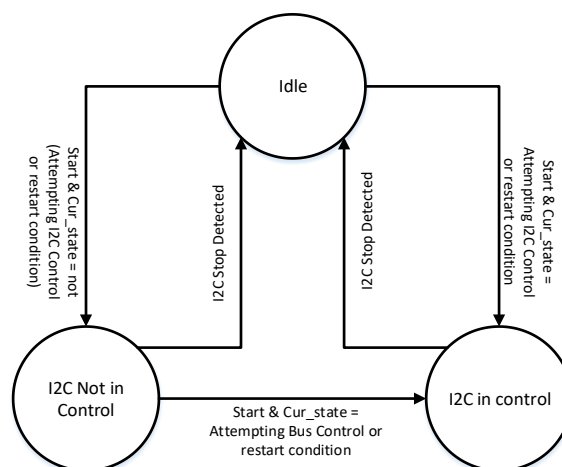 Idle
Start & Cur_state = not
(Attempting I2C Control
or restart condition)
I2C Stop Detected
I2C Stop Detected
Start & Cur_state =
Attempting I2C Control
or restart condition
I2C Not in
Control
I2C in control
Start & Cur_state =
Attempting Bus Control or
restart condition